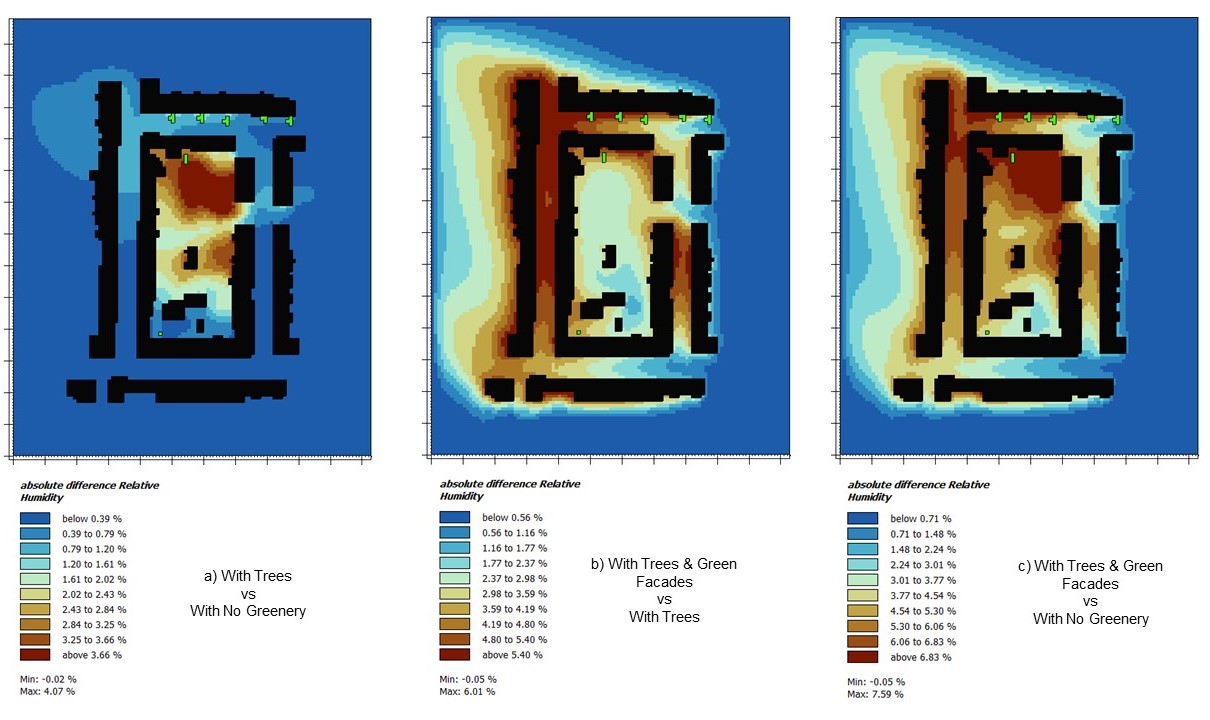 absolute difference Relative
Humidity
below 0.39 %
0.39 to 0.79 %
0.79 to 1.20 %
1.20 to 1.61 %
1.61 to 2.02 %
2.02 to 2.43 %
2.43 to 2.84 %
2.84 to 3.25 %
3.25 to 3.66 %
above 3.66 %
Min: -0.02 %
Max: 4.07 %
a) With Trees
vs
With No Greenery
absolute difference Relative
Humidity
below 0.56 %
0.56 to 1.16 %
1.16 to 1.77 %
1.77 to 2.37 %
2.37 to 2.98 %
2.98 to 3.59 %
3.59 to 4.19 %
4.19 to 4.80 %
4.80 to 5.40 %
above 5.40 %
Min: -0.05 %
Max: 6.01 %
b) With Trees & Green
Facades
vs
With Trees
absolute difference Relative
Humidity
below 0.71 %
0.71 to 1.48 %
1.48 to 2.24 %
2.24 to 3.01 %
3.01 to 3.77 %
3.77 to 4.54 %
4.54 to 5.30 %
5.30 to 6.06 %
6.06 to 6.83 %
above 6.83 %
Min: -0.05 %
Max: 7.59 %
c) With Trees & Green
Facades
vs
With No Greenery